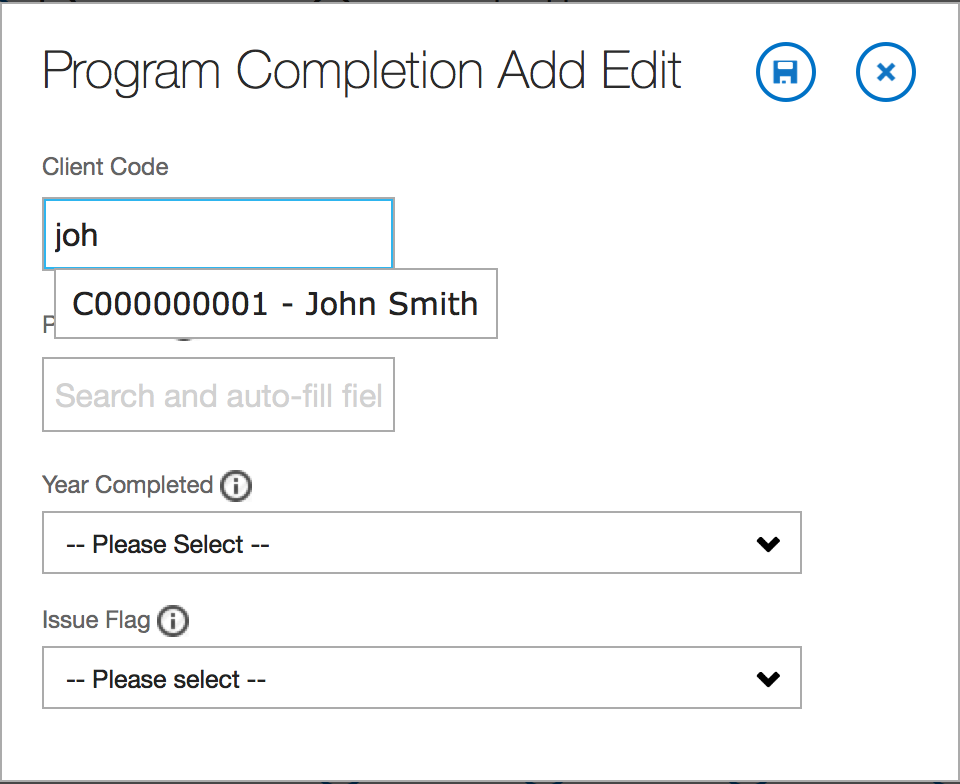 Program Completion Add Edit
Client Code
joh
C000000001 - John Smith
Search and auto-fill fiel
Year Completed
-- Please Select --
Issue Flag
-- Please select --